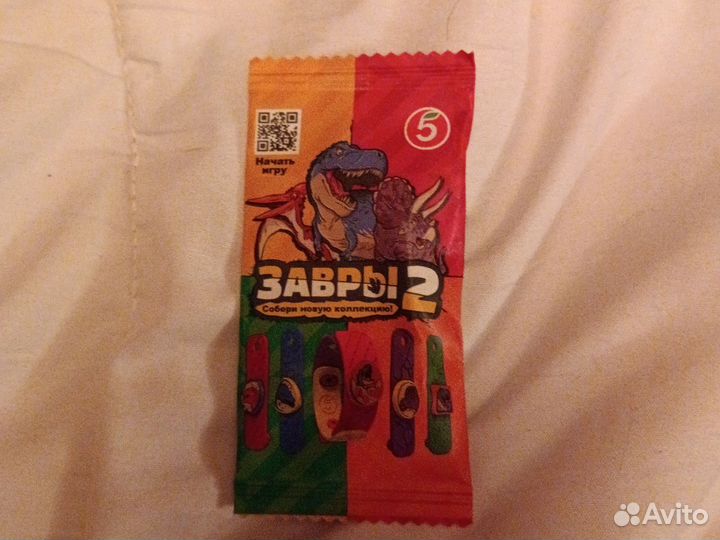 5
Начать
игру
ЗАВРЫ 2
Собери новую коллекцию!
Avito